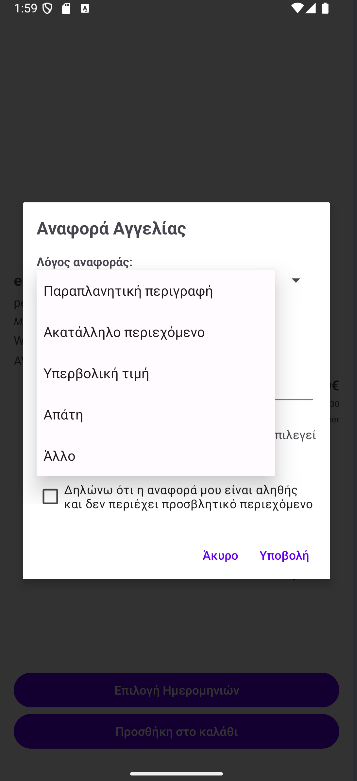 1:59
Αναφορά Αγγελίας
Λόγος αναφοράς:
Παραπλανητική περιγραφή
Ακατάλληλο περιεχόμενο
Υπερβολική τιμή
Απάτη
Άλλο
πιλεγεί
Δηλώνω ότι η αναφορά μου είναι αληθής
και δεν περιέχει προσβλητικό περιεχόμενο
Άκυρο Υποβολή
Επιλογή Ημερομηνιών
Προσθήκη στο καλάθι